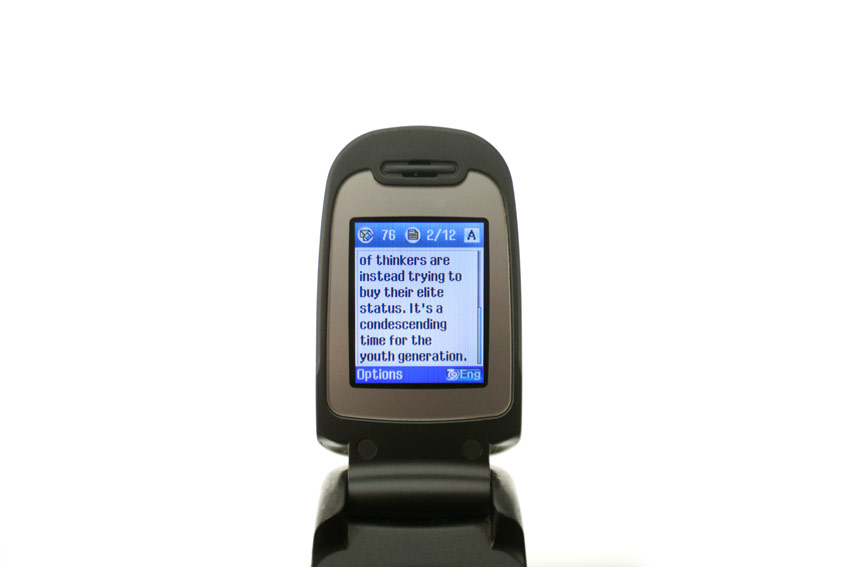 76 2/12 A
of thinkers are
instead trying to
buy their elite
status. It's a
condescending
time for the
youth generation.
Options Eng